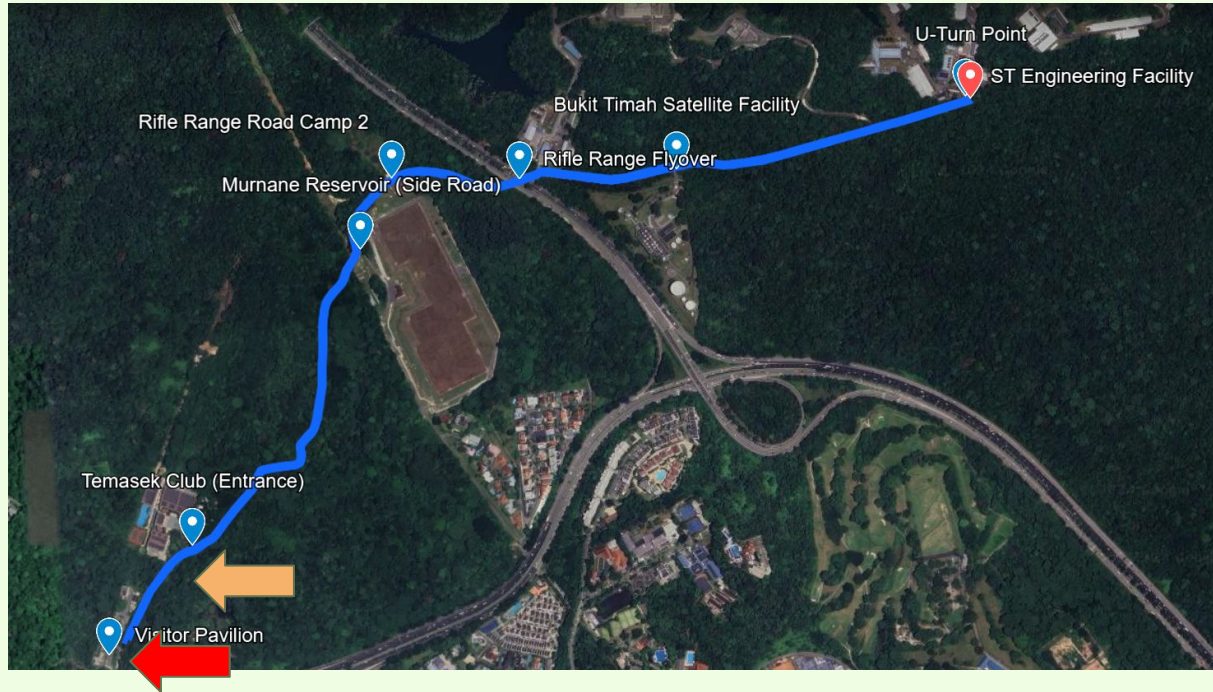 U-Turn Point
ST Engineering Facility
Bukit Timah Satellite Facility
Rifle Range Road Camp 2
Rifle Range Flyover
Murnane Reservoir (Side Road)
Temasek Club (Entrance)
Visitor Pavilion